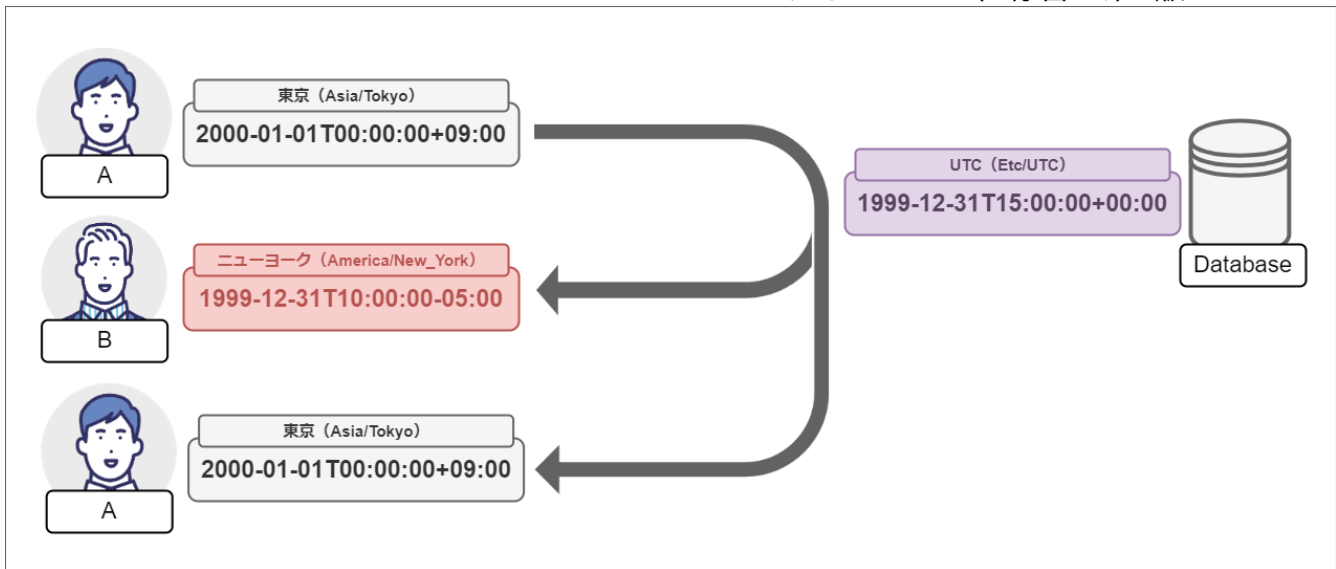 東京（Asia/Tokyo）
2000-01-01T00:00:00+09:00
A
UTC（Etc/UTC）
1999-12-31T15:00:00+00:00
Database
ニューヨーク（America/New_York）
1999-12-31T10:00:00-05:00
B
東京（Asia/Tokyo）
2000-01-01T00:00:00+09:00
A